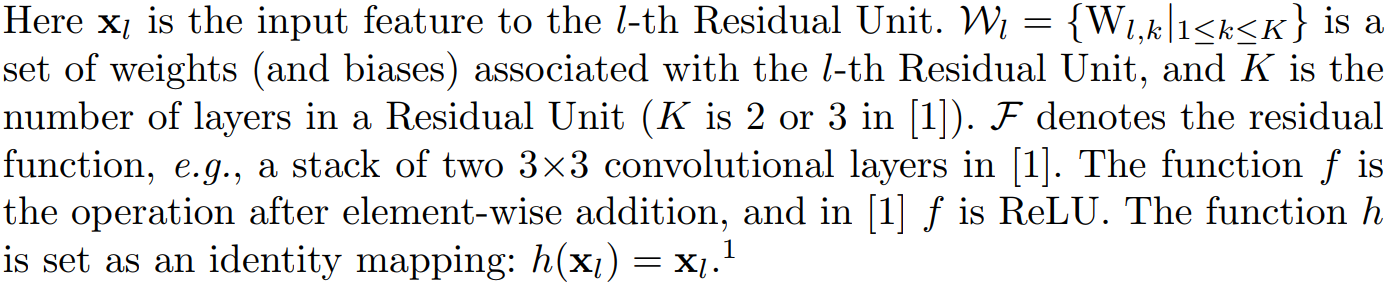 Here x_l is the input feature to the l-th Residual Unit. 𝒲_l = {W_{l,k}|_{1≤k≤K}} is a
set of weights (and biases) associated with the l-th Residual Unit, and K is the
number of layers in a Residual Unit (K is 2 or 3 in [1]). ℱ denotes the residual
function, e.g., a stack of two 3×3 convolutional layers in [1]. The function f is
the operation after element-wise addition, and in [1] f is ReLU. The function h
is set as an identity mapping: h(x_l) = x_l.¹